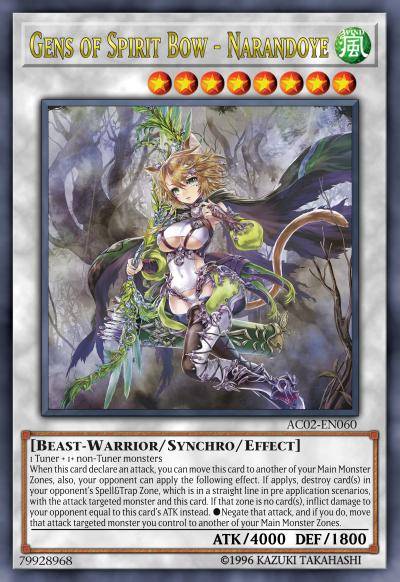 Gens of Spirit Bow - Narandoye
WIND
風
AC02-EN060
[Beast-Warrior/Synchro/Effect]
1 Tuner + 1+ non-Tuner monsters
When this card declare an attack, you can move this card to another of your Main Monster
Zones, also, your opponent can apply the following effect. If applys, destroy card(s) in
your opponent's Spell&Trap Zone, which is in a straight line in pre application scenarios,
with the attack targeted monster and this card. If that zone is no card(s), inflict damage to
your opponent equal to this card's ATK instead. ●Negate that attack, and if you do, move
that attack targeted monster you control to another of your Main Monster Zones.
ATK/4000 DEF/1800
79928968
©1996 KAZUKI TAKAHASHI